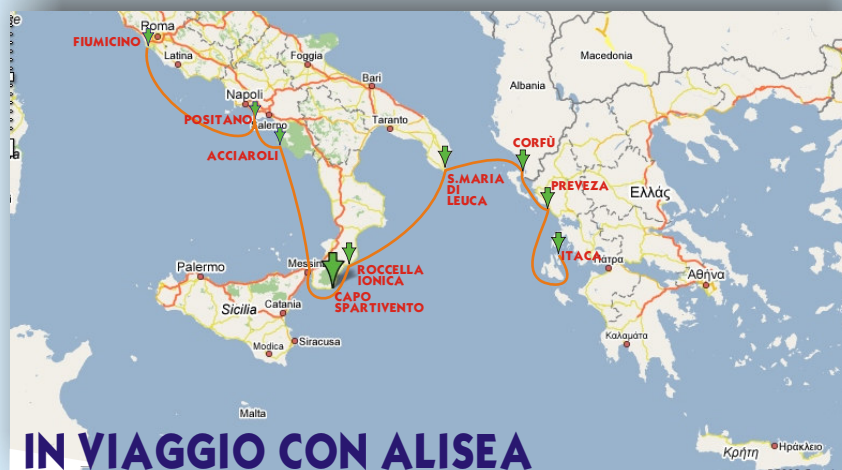 Roma
FIUMICINO
Latina
Foggia
Macedonia
Bari
Albania
Napoli
POSITANO
Salerno
Taranto
ACCIAROLI
CORFÙ
S.MARIA
DI
LEUCA
PREVEZA
Ελλάς
ITACA
Πάτρα
Αθήνα
Palermo
Messin
ROCCELLA
IONICA
CAPO
SPARTIVENTO
Sicilia
Catania
Modica
Siracusa
Καλαμάτα
Malta
IN VIAGGIO CON ALISEA
Κρήτη
Ηράκλειο